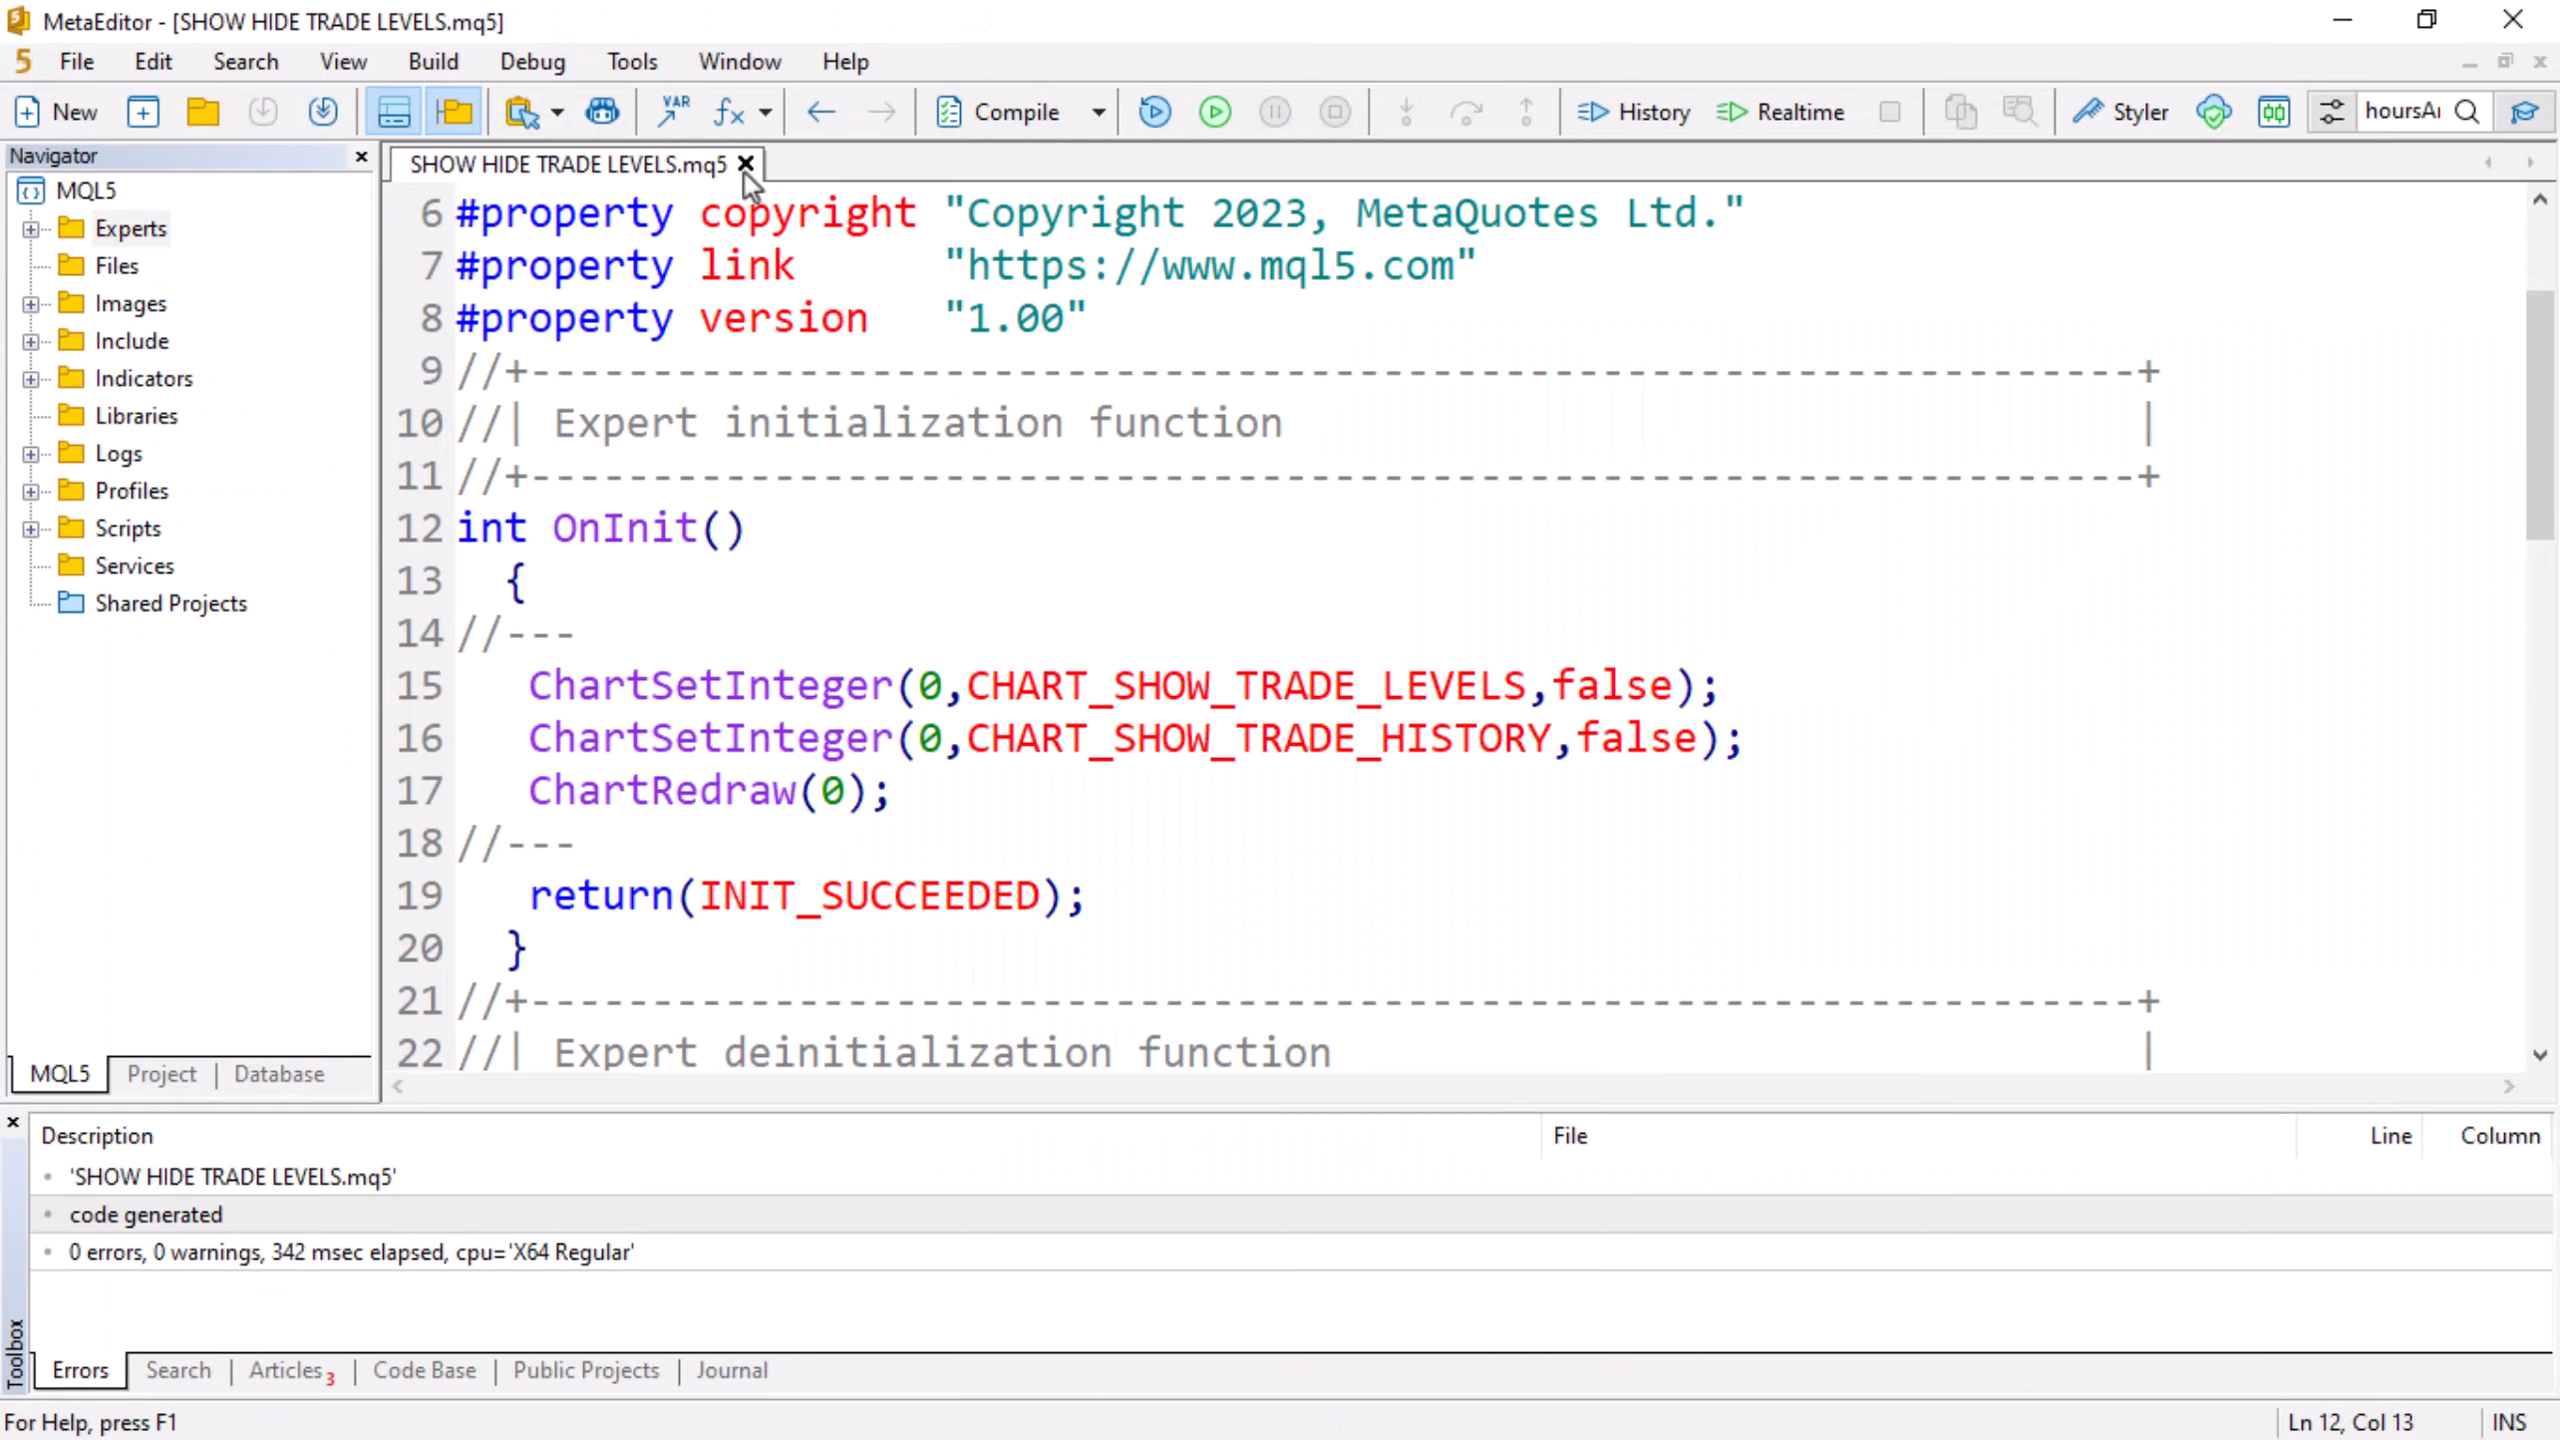 MetaEditor - [SHOW HIDE TRADE LEVELS.mq5]
5 File Edit Search View Build Debug Tools Window Help
New VAR fx Compile History Realtime Styler hoursAr
Navigator
MQL5
Experts
Files
Images
Include
Indicators
Libraries
Logs
Profiles
Scripts
Services
Shared Projects
MQL5 | Project | Database
SHOW HIDE TRADE LEVELS.mq5
6 #property copyright "Copyright 2023, MetaQuotes Ltd."
7 #property link      "https://www.mql5.com"
8 #property version   "1.00"
9 //+------------------------------------------------------------------+
10 //| Expert initialization function                                   |
11 //+------------------------------------------------------------------+
12 int OnInit()
13   {
14 //---
15    ChartSetInteger(0,CHART_SHOW_TRADE_LEVELS,false);
16    ChartSetInteger(0,CHART_SHOW_TRADE_HISTORY,false);
17    ChartRedraw(0);
18 //---
19    return(INIT_SUCCEEDED);
20   }
21 //+------------------------------------------------------------------+
22 //| Expert deinitialization function                                 |
Description File Line Column
'SHOW HIDE TRADE LEVELS.mq5'
code generated
0 errors, 0 warnings, 342 msec elapsed, cpu='X64 Regular'
Toolbox
Errors | Search | Articles 3 | Code Base | Public Projects | Journal
For Help, press F1 Ln 12, Col 13 INS